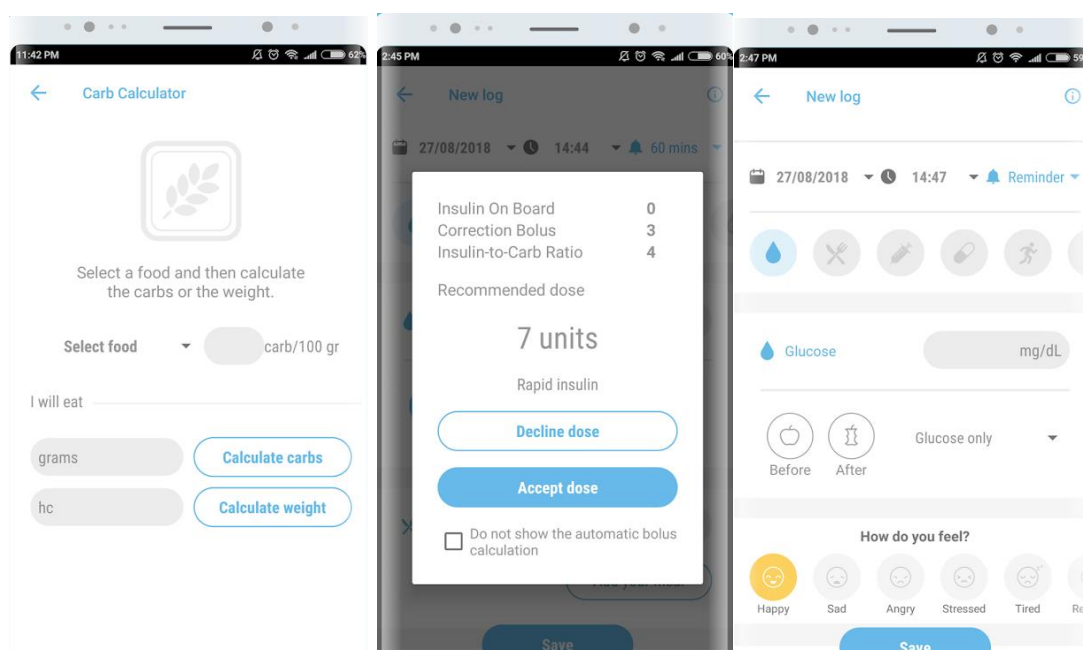 11:42 PM 62%
Carb Calculator
Select a food and then calculate
the carbs or the weight.
Select food carb/100 gr
I will eat
grams Calculate carbs
hc Calculate weight
2:45 PM 60%
New log
27/08/2018 14:44 60 mins
Insulin On Board 0
Correction Bolus 3
Insulin-to-Carb Ratio 4
Recommended dose
7 units
Rapid insulin
Decline dose
Accept dose
Do not show the automatic bolus
calculation
Save
2:47 PM 59
New log
27/08/2018 14:47 Reminder
Glucose mg/dL
Before After Glucose only
How do you feel?
Happy Sad Angry Stressed Tired Re
Save